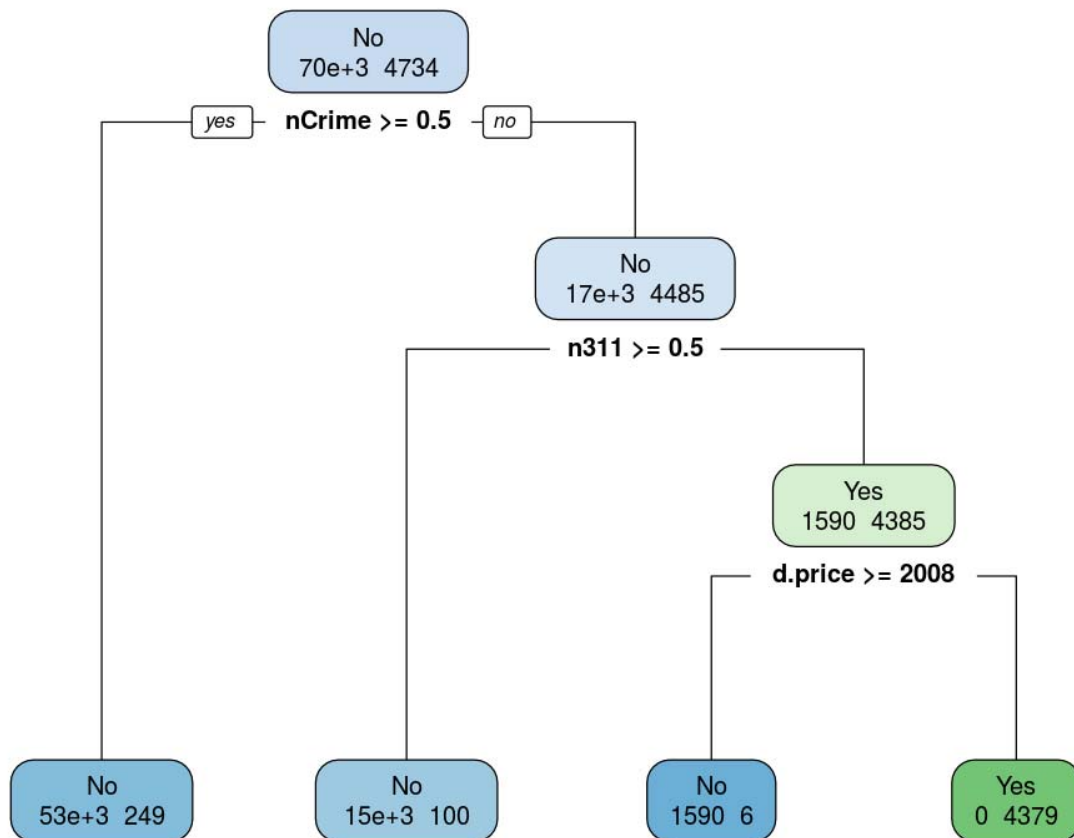 No
70e+3 4734
yes nCrime >= 0.5 no
No
17e+3 4485
n311 >= 0.5
Yes
1590 4385
d.price >= 2008
No
53e+3 249
No
15e+3 100
No
1590 6
Yes
0 4379